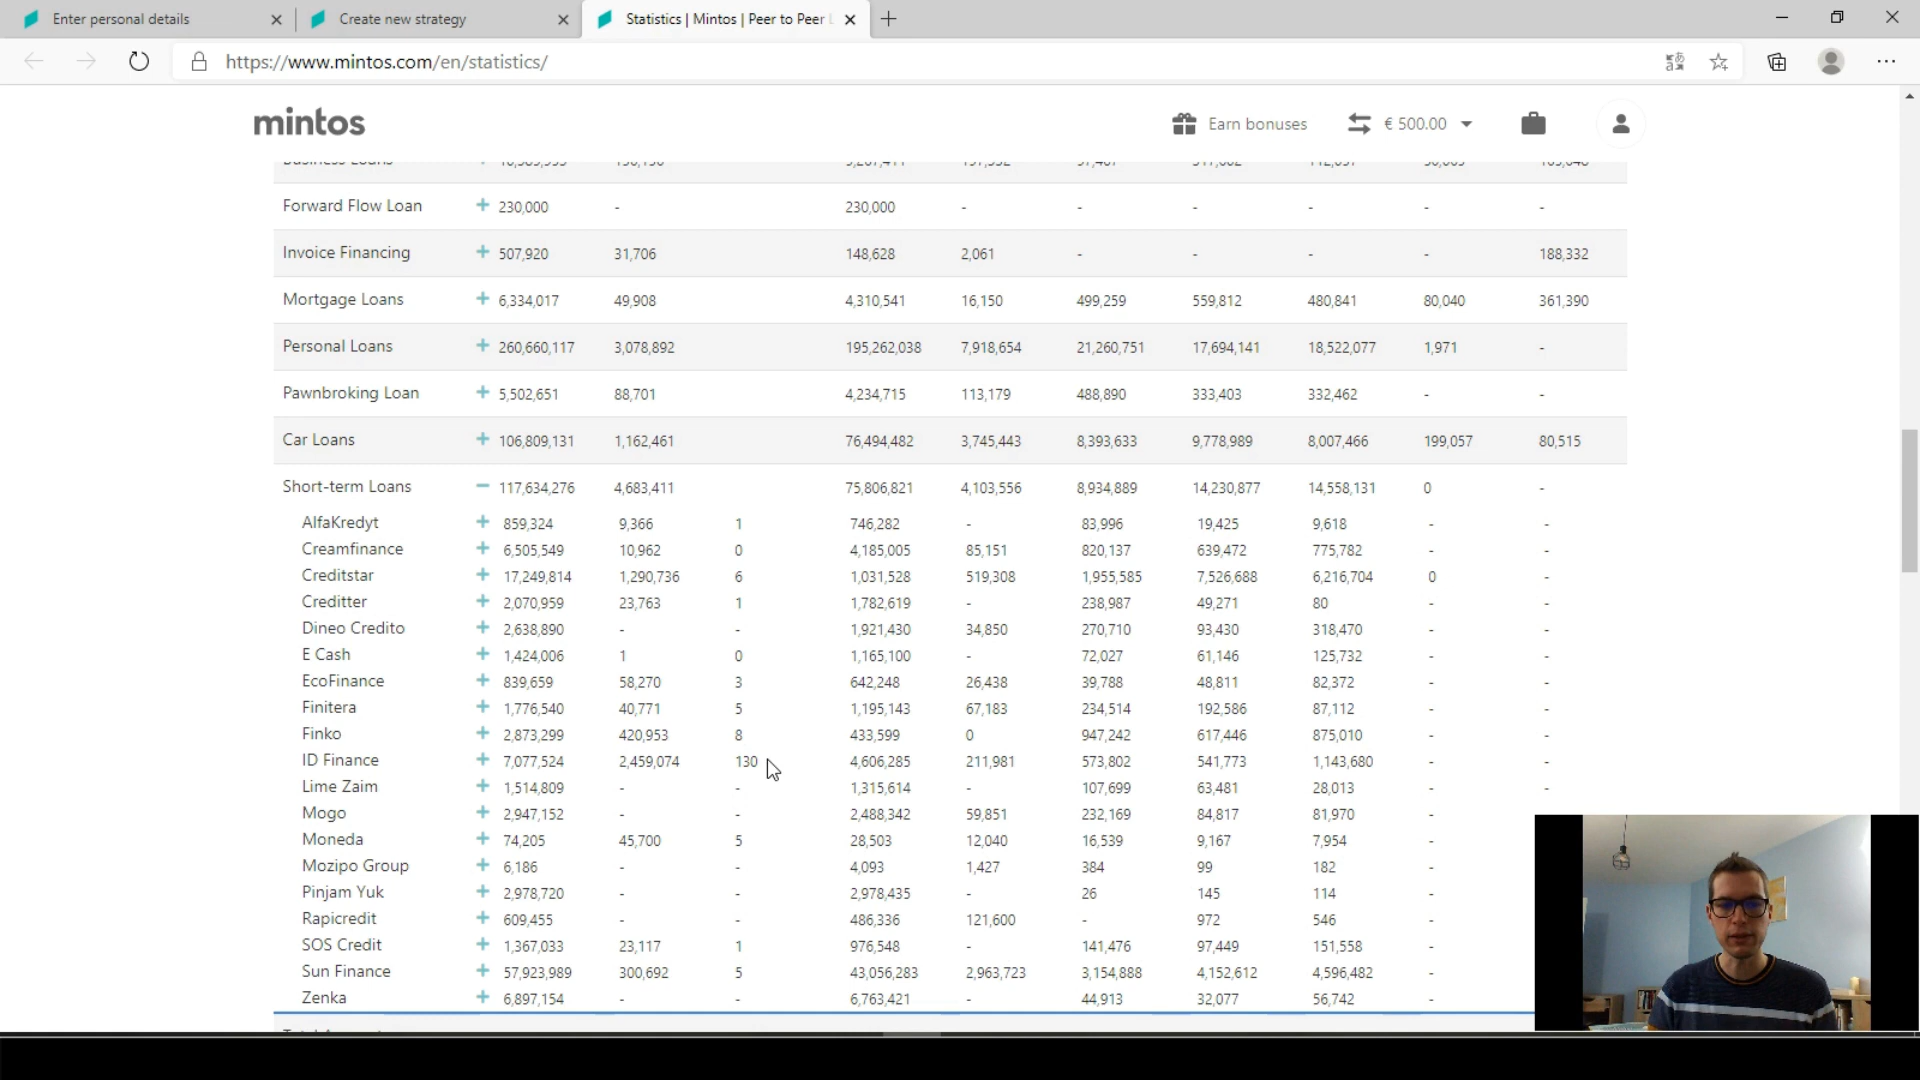 Enter personal details
Create new strategy
Statistics | Mintos | Peer to Peer
https://www.mintos.com/en/statistics/
mintos
Earn bonuses
€ 500.00
Business Loans
Forward Flow Loan + 230,000 - 230,000 - - - - - -
Invoice Financing + 507,920 31,706 148,628 2,061 - - - - 188,332
Mortgage Loans + 6,334,017 49,908 4,310,541 16,150 499,259 559,812 480,841 80,040 361,390
Personal Loans + 260,660,117 3,078,892 195,262,038 7,918,654 21,260,751 17,694,141 18,522,077 1,971 -
Pawnbroking Loan + 5,502,651 88,701 4,234,715 113,179 488,890 333,403 332,462 - -
Car Loans + 106,809,131 1,162,461 76,494,482 3,745,443 8,393,633 9,778,989 8,007,466 199,057 80,515
Short-term Loans − 117,634,276 4,683,411 75,806,821 4,103,556 8,934,889 14,230,877 14,558,131 0 -
AlfaKredyt + 859,324 9,366 1 746,282 - 83,996 19,425 9,618 - -
Creamfinance + 6,505,549 10,962 0 4,185,005 85,151 820,137 639,472 775,782 - -
Creditstar + 17,249,814 1,290,736 6 1,031,528 519,308 1,955,585 7,526,688 6,216,704 0 -
Creditter + 2,070,959 23,763 1 1,782,619 - 238,987 49,271 80 - -
Dineo Credito + 2,638,890 - - 1,921,430 34,850 270,710 93,430 318,470 - -
E Cash + 1,424,006 1 0 1,165,100 - 72,027 61,146 125,732 - -
EcoFinance + 839,659 58,270 3 642,248 26,438 39,788 48,811 82,372 - -
Finitera + 1,776,540 40,771 5 1,195,143 67,183 234,514 192,586 87,112 - -
Finko + 2,873,299 420,953 8 433,599 0 947,242 617,446 875,010 - -
ID Finance + 7,077,524 2,459,074 130 4,606,285 211,981 573,802 541,773 1,143,680 - -
Lime Zaim + 1,514,809 - - 1,315,614 - 107,699 63,481 28,013 - -
Mogo + 2,947,152 - - 2,488,342 59,851 232,169 84,817 81,970 -
Moneda + 74,205 45,700 5 28,503 12,040 16,539 9,167 7,954 -
Mozipo Group + 6,186 - - 4,093 1,427 384 99 182 -
Pinjam Yuk + 2,978,720 - - 2,978,435 - 26 145 114 -
Rapicredit + 609,455 - - 486,336 121,600 - 972 546 -
SOS Credit + 1,367,033 23,117 1 976,548 - 141,476 97,449 151,558 -
Sun Finance + 57,923,989 300,692 5 43,056,283 2,963,723 3,154,888 4,152,612 4,596,482 -
Zenka + 6,897,154 - - 6,763,421 - 44,913 32,077 56,742 -